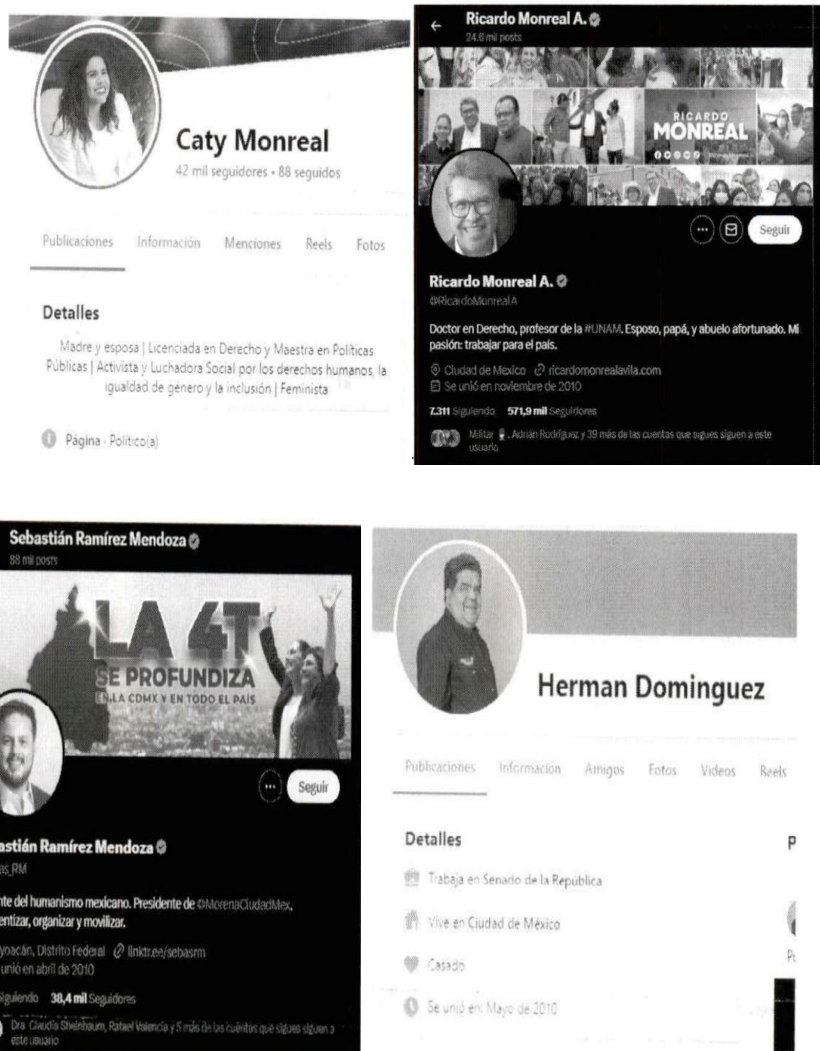 Caty Monreal
42 mil seguidores • 88 seguidos
Publicaciones Información Menciones Reels Fotos
Detalles
Madre y esposa | Licenciada en Derecho y Maestra en Políticas
Públicas | Activista y Luchadora Social por los derechos humanos, la
igualdad de género y la inclusión | Feminista
Página · Político(a)
Ricardo Monreal A.
24,6 mil posts
RICARDO
MONREAL
Seguir
Ricardo Monreal A.
@RicardoMonrealA
Doctor en Derecho, profesor de la #UNAM. Esposo, papá, y abuelo afortunado. Mi
pasión: trabajar para el país.
Ciudad de México ricardomonrealavila.com
Se unió en noviembre de 2010
7.311 Siguiendo 571,9 mil Seguidores
Militar , Adrián Rodríguez y 39 más de las cuentas que sigues siguen a este
usuario
Sebastián Ramírez Mendoza
88 mil posts
LA 4T
SE PROFUNDIZA
EN LA CDMX Y EN TODO EL PAÍS
Seguir
astián Ramírez Mendoza
as_RM
nte del humanismo mexicano. Presidente de @MorenaCiudadMex.
entizar, organizar y movilizar.
yoacán, Distrito Federal linktr.ee/sebasrm
unió en abril de 2010
Siguiendo 38,4 mil Seguidores
Dra. Claudia Sheinbaum, Rafael Valencia y 5 más de las cuentas que sigues siguen a
este usuario
Herman Dominguez
Publicaciones Información Amigos Fotos Videos Reels
Detalles
P
Trabaja en Senado de la República
Vive en Ciudad de México
Casado
Se unió en: Mayo de 2010